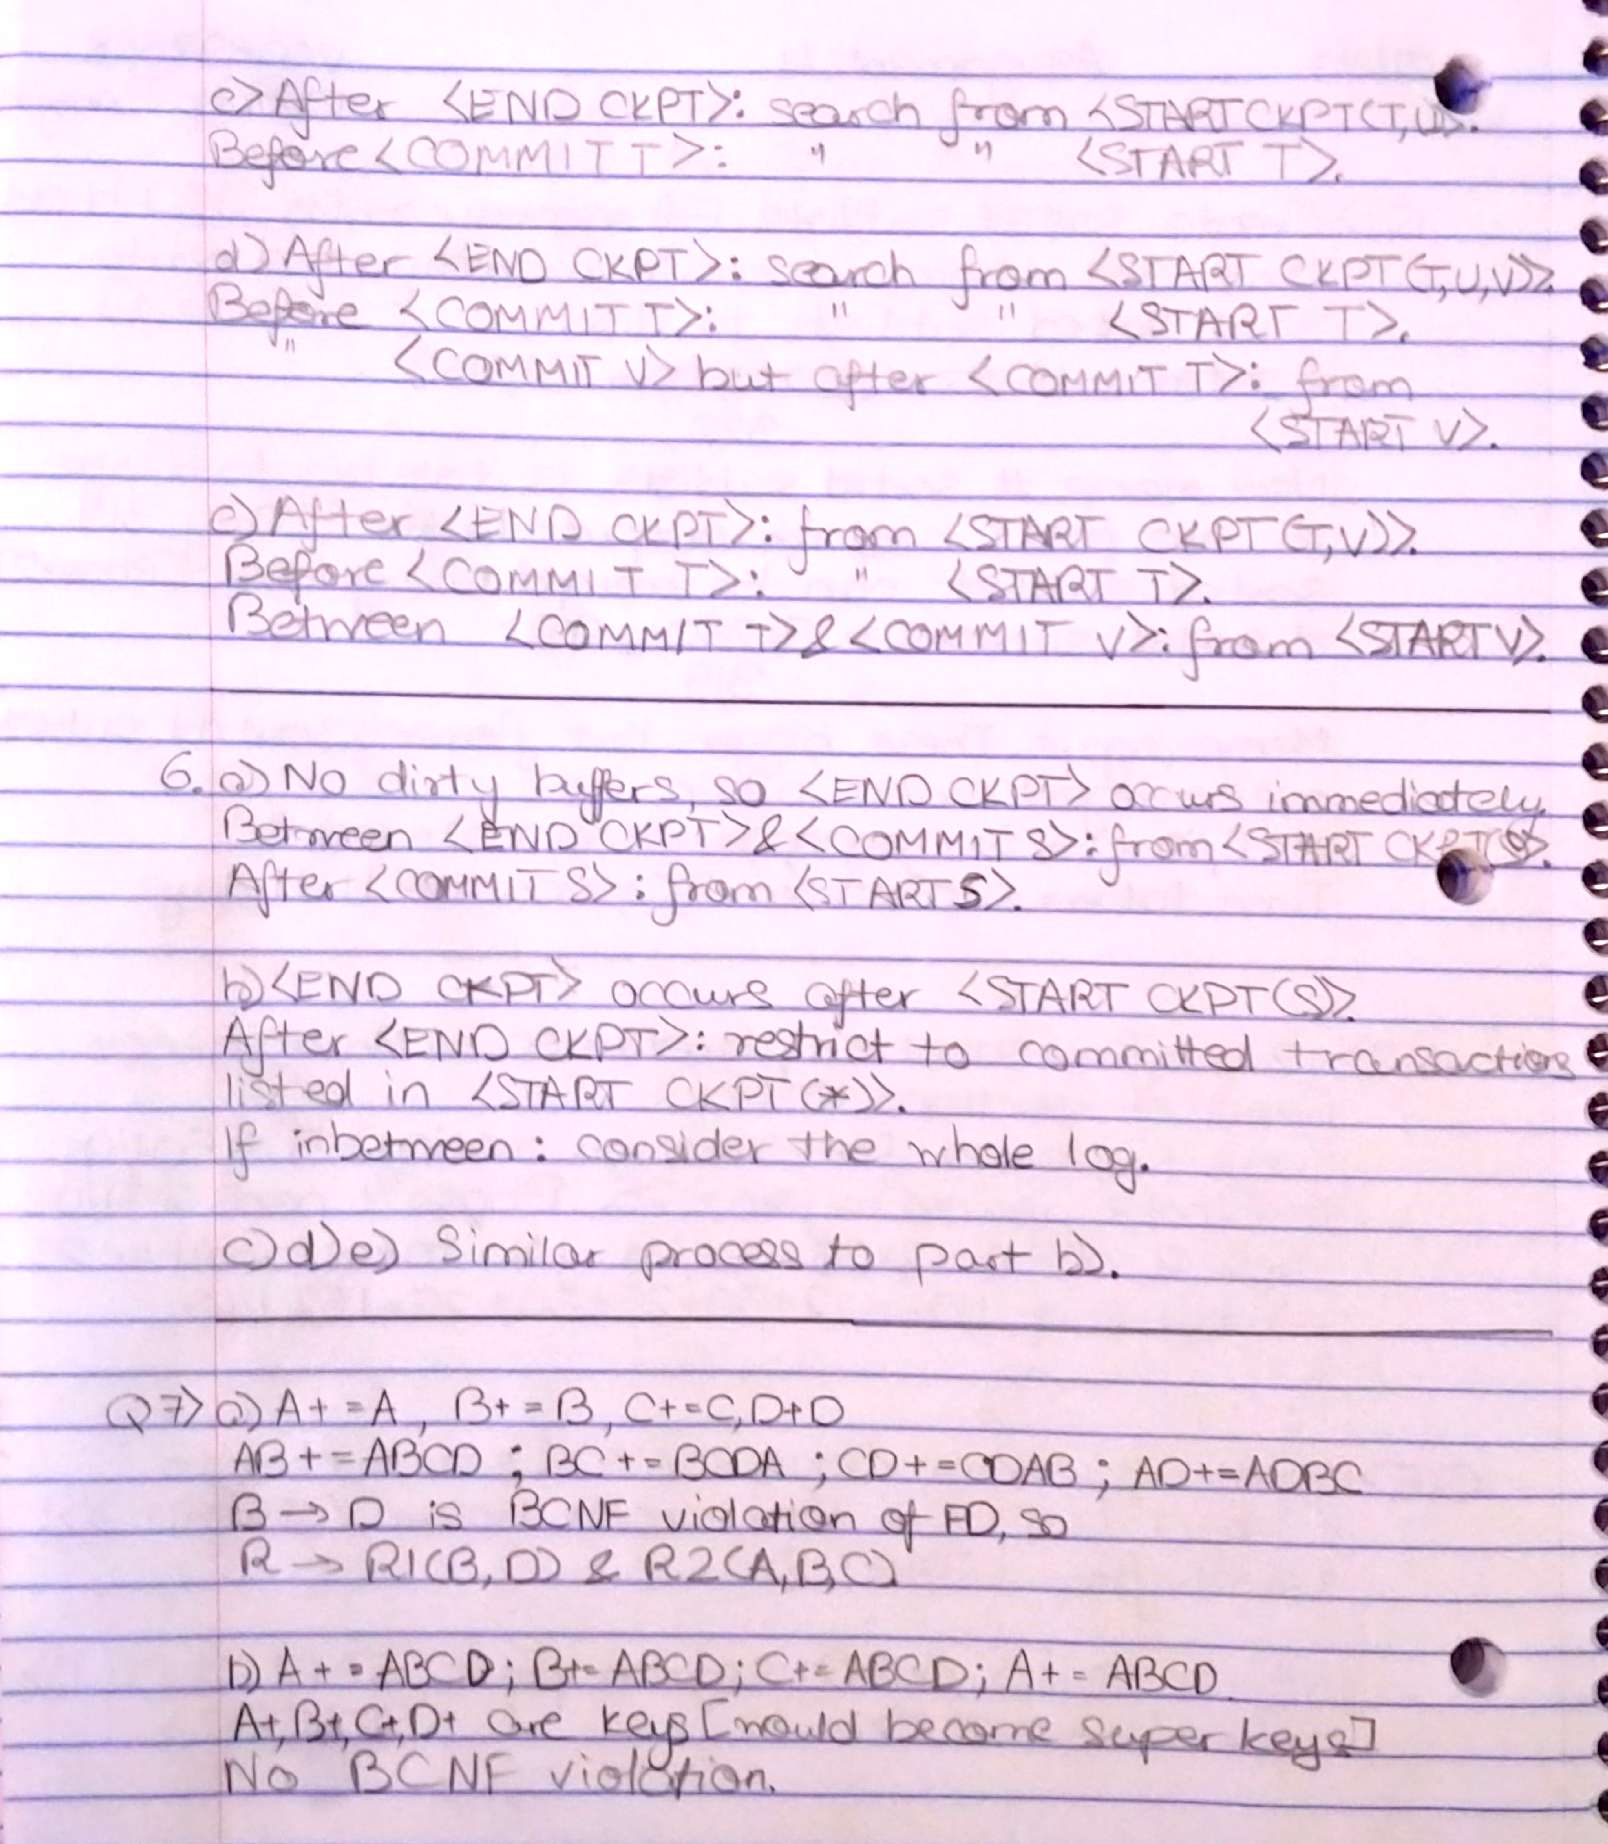 c) After <END CKPT>: search from <START CKPT(T,U)>.
Before <COMMIT T>: " " <START T>.
d) After <END CKPT>: search from <START CKPT(T,U,V)>.
Before <COMMIT T>: " " <START T>.
" <COMMIT V> but after <COMMIT T>: from
<START V>.
c) After <END CKPT>: from <START CKPT(T,V)>.
Before <COMMIT T>: " <START T>.
Between <COMMIT T> & <COMMIT V>: from <START V>.
6. a) No dirty buffers, so <END CKPT> occurs immediately.
Between <END CKPT> & <COMMIT S>: from <START CKPT(S)>.
After <COMMIT S>: from <START S>.
b) <END CKPT> occurs after <START CKPT(S)>.
After <END CKPT>: restrict to committed transactions
listed in <START CKPT(*)>.
If inbetween: consider the whole log.
c) d) e) Similar process to part b).
Q7> a) A+ = A, B+ = B, C+ = C, D+D
AB+ = ABCD ; BC+ = BCDA ; CD+ = CDAB ; AD+ = ADBC
B → D is BCNF violation of FD, so
R → R1(B,D) & R2(A,B,C)
b) A+ = ABCD; B+ = ABCD; C+ = ABCD; A+ = ABCD
A+, B+, C+, D+ are keys [would become super keys]
No BCNF violation.